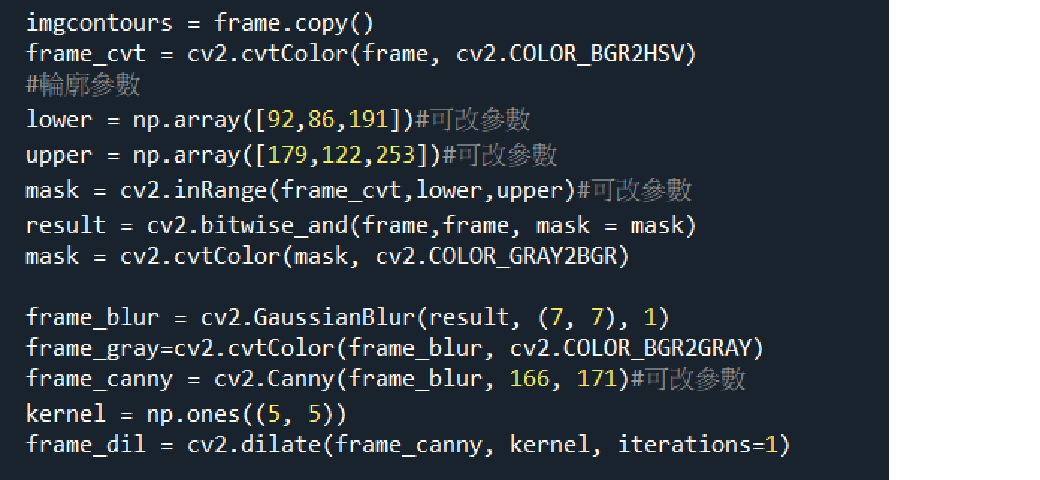 imgcontours = frame.copy()
frame_cvt = cv2.cvtColor(frame, cv2.COLOR_BGR2HSV)
#輪廓參數
lower = np.array([92,86,191])#可改參數
upper = np.array([179,122,253])#可改參數
mask = cv2.inRange(frame_cvt,lower,upper)#可改參數
result = cv2.bitwise_and(frame,frame, mask = mask)
mask = cv2.cvtColor(mask, cv2.COLOR_GRAY2BGR)
frame_blur = cv2.GaussianBlur(result, (7, 7), 1)
frame_gray=cv2.cvtColor(frame_blur, cv2.COLOR_BGR2GRAY)
frame_canny = cv2.Canny(frame_blur, 166, 171)#可改參數
kernel = np.ones((5, 5))
frame_dil = cv2.dilate(frame_canny, kernel, iterations=1)